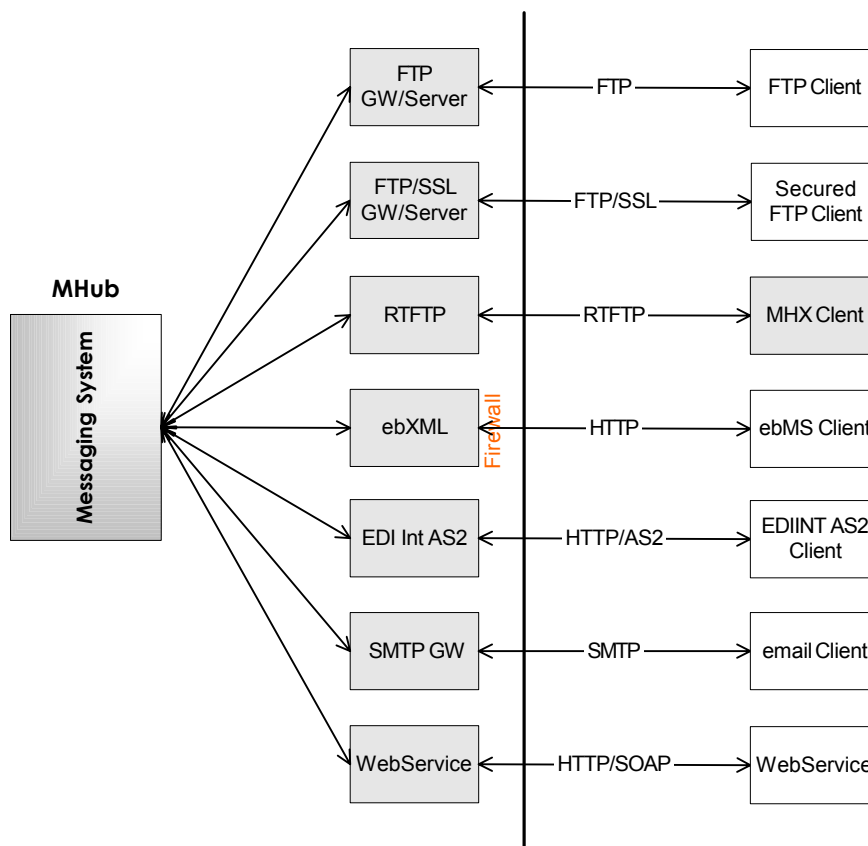 FTP
GW/Server
FTP
FTP Client
FTP/SSL
GW/Server
FTP/SSL
Secured
FTP Client
MHub
Messaging System
RTFTP
RTFTP
MHX Clent
ebXML
Firewall
HTTP
ebMS Client
EDI Int AS2
HTTP/AS2
EDIINT AS2
Client
SMTP GW
SMTP
email Client
WebService
HTTP/SOAP
WebService